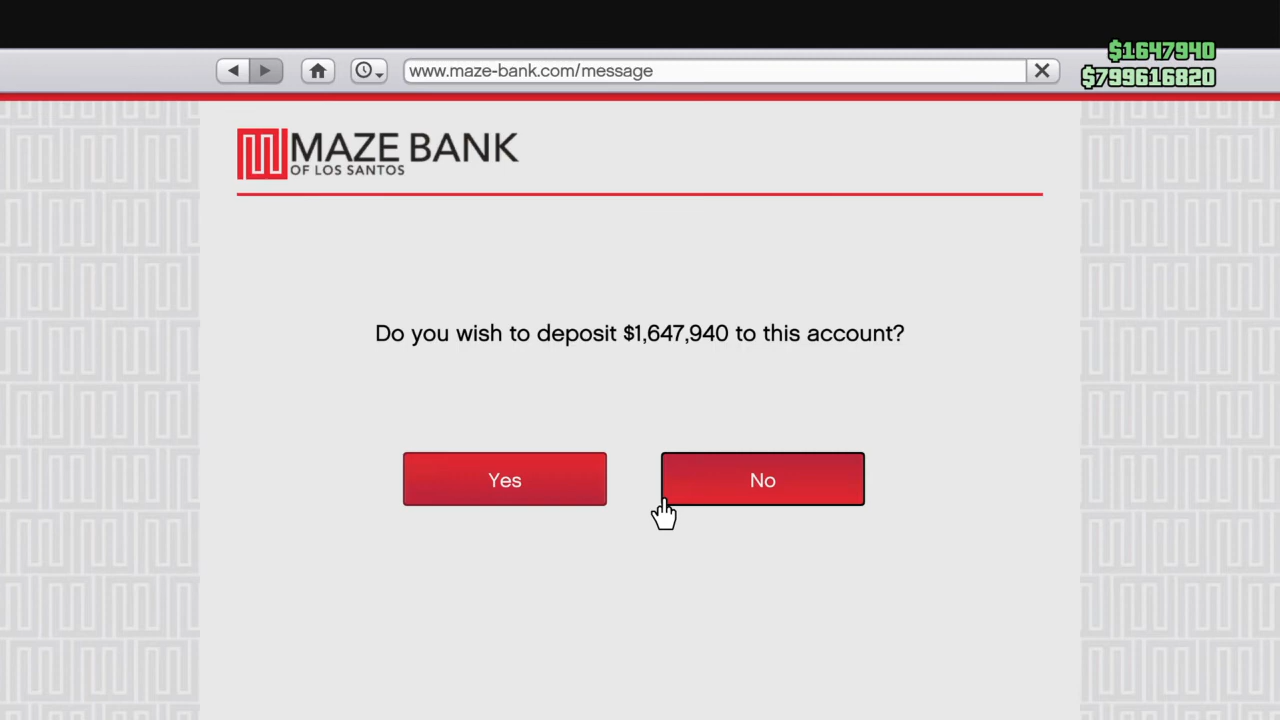 $1647940
www.maze-bank.com/message
$799616820
MAZE BANK
OF LOS SANTOS
Do you wish to deposit $1,647,940 to this account?
Yes
No